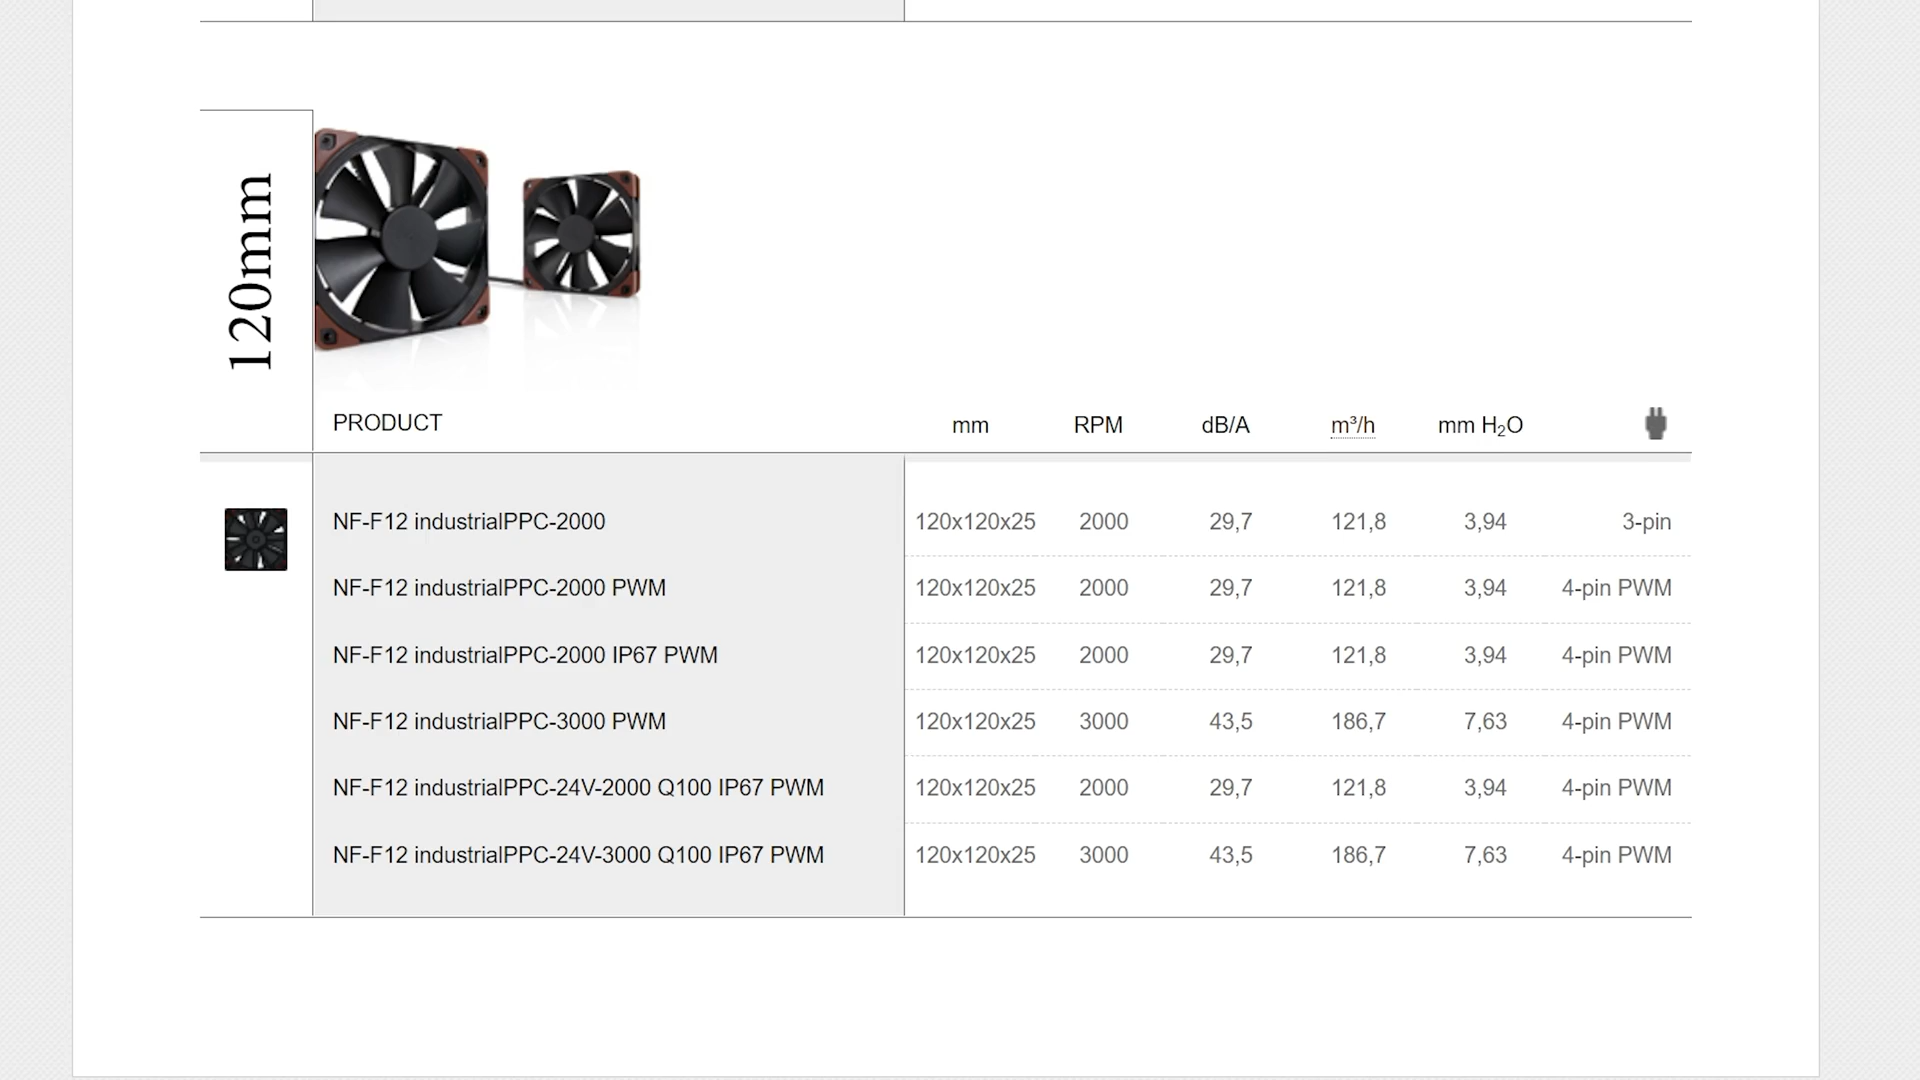 120mm
PRODUCT mm RPM dB/A m³/h mm H₂O
NF-F12 industrialPPC-2000 120x120x25 2000 29,7 121,8 3,94 3-pin
NF-F12 industrialPPC-2000 PWM 120x120x25 2000 29,7 121,8 3,94 4-pin PWM
NF-F12 industrialPPC-2000 IP67 PWM 120x120x25 2000 29,7 121,8 3,94 4-pin PWM
NF-F12 industrialPPC-3000 PWM 120x120x25 3000 43,5 186,7 7,63 4-pin PWM
NF-F12 industrialPPC-24V-2000 Q100 IP67 PWM 120x120x25 2000 29,7 121,8 3,94 4-pin PWM
NF-F12 industrialPPC-24V-3000 Q100 IP67 PWM 120x120x25 3000 43,5 186,7 7,63 4-pin PWM